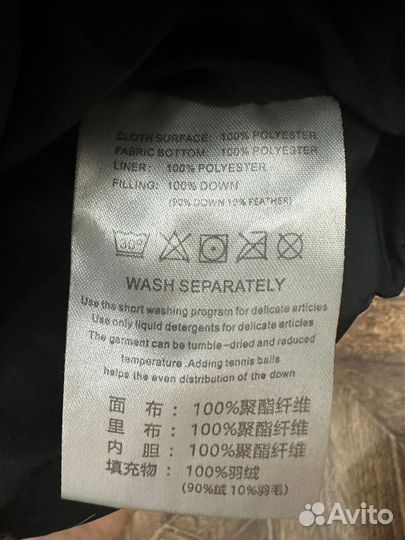 CLOTH SURFACE: 100% POLYESTER
FABRIC BOTTOM: 100% POLYESTER
LINER: 100% POLYESTER
FILLING: 100% DOWN
(90% DOWN 10% FEATHER)
30°
WASH SEPARATELY
Use the short washing program for delicate articles
Use only liquid detergents for delicate articles
The garment can be tumble-dried and reduced
temperature .Adding tennis balls
helps the even distribution of the down
面 布：100%聚酯纤维
里 布：100%聚酯纤维
内 胆：100%聚酯纤维
填充物：100%羽绒
(90%绒 10%羽毛)
Avito